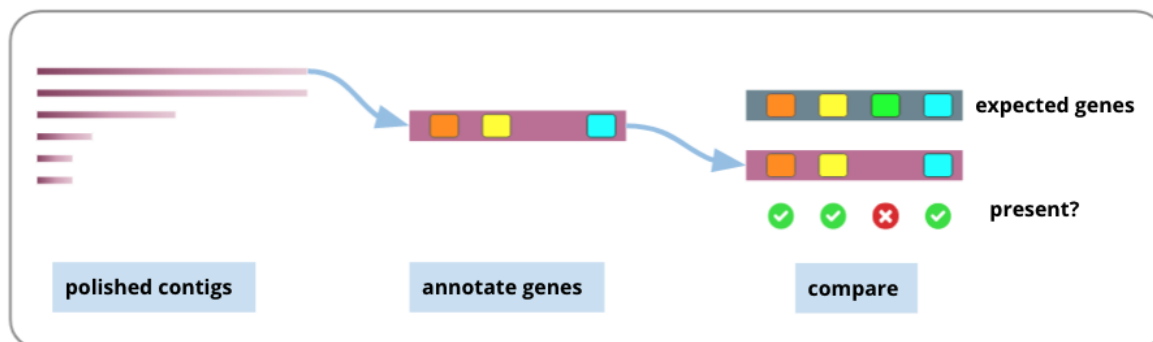 expected genes
present?
polished contigs
annotate genes
compare